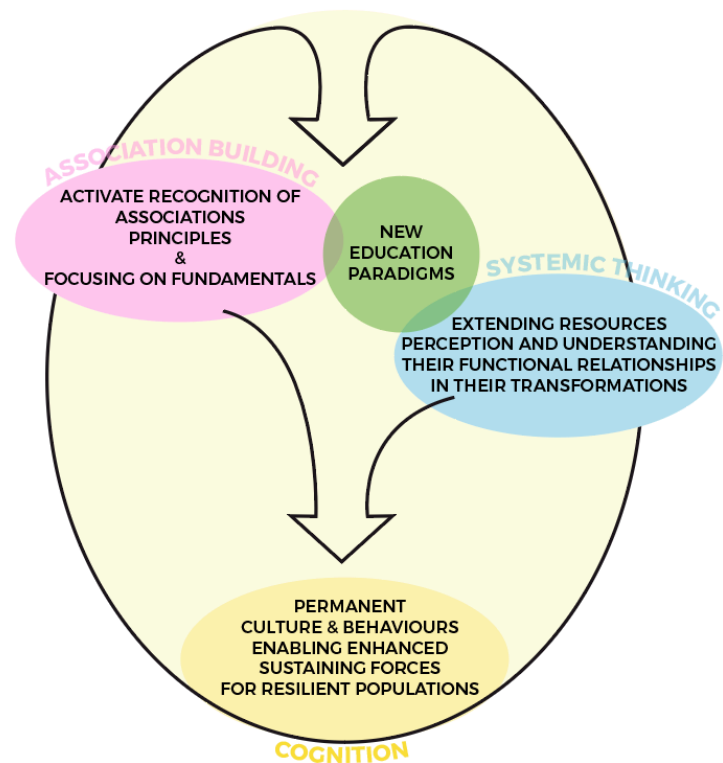 ASSOCIATION BUILDING
ACTIVATE RECOGNITION OF
ASSOCIATIONS
PRINCIPLES
&
FOCUSING ON FUNDAMENTALS
NEW
EDUCATION
PARADIGMS
SYSTEMIC THINKING
EXTENDING RESOURCES
PERCEPTION AND UNDERSTANDING
THEIR FUNCTIONAL RELATIONSHIPS
IN THEIR TRANSFORMATIONS
PERMANENT
CULTURE & BEHAVIOURS
ENABLING ENHANCED
SUSTAINING FORCES
FOR RESILIENT POPULATIONS
COGNITION